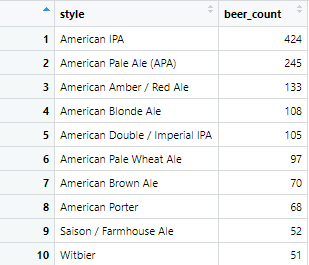 style beer_count
1 American IPA 424
2 American Pale Ale (APA) 245
3 American Amber / Red Ale 133
4 American Blonde Ale 108
5 American Double / Imperial IPA 105
6 American Pale Wheat Ale 97
7 American Brown Ale 70
8 American Porter 68
9 Saison / Farmhouse Ale 52
10 Witbier 51